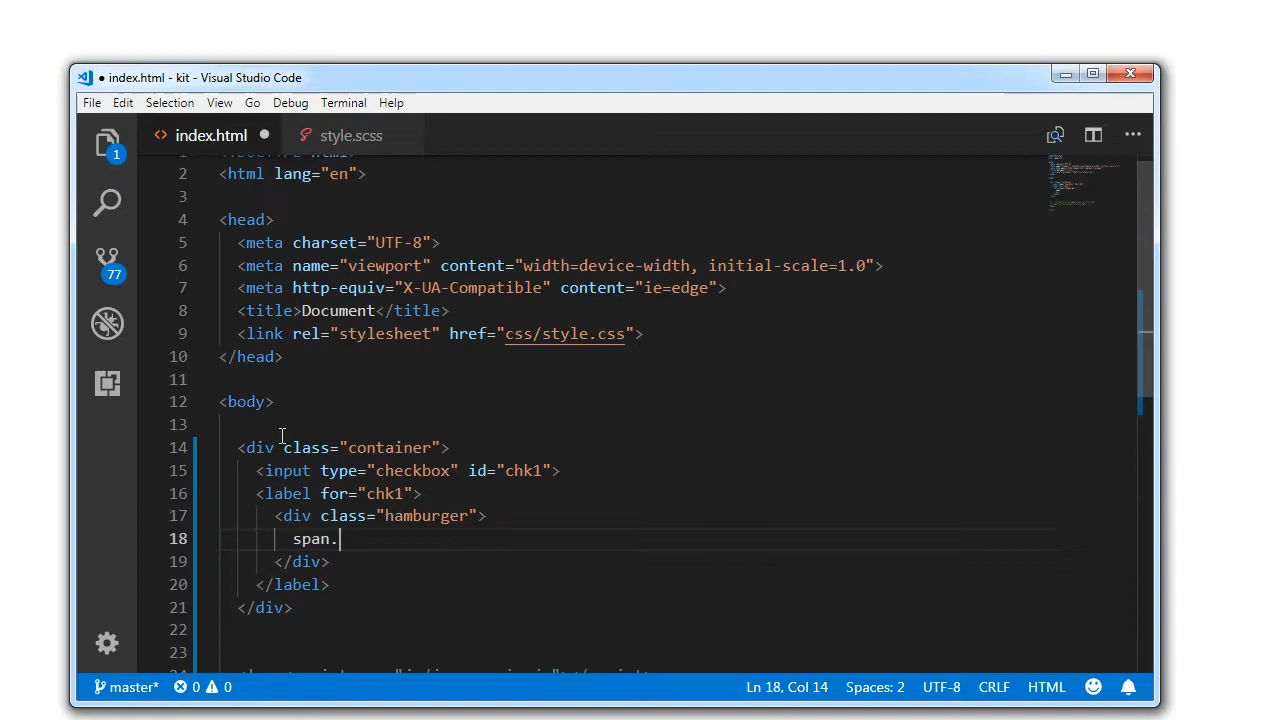 ● index.html - kit - Visual Studio Code
File Edit Selection View Go Debug Terminal Help
index.html ● style.scss
1
2 <html lang="en">
3
4 <head>
5 <meta charset="UTF-8">
6 <meta name="viewport" content="width=device-width, initial-scale=1.0">
7 <meta http-equiv="X-UA-Compatible" content="ie=edge">
8 <title>Document</title>
9 <link rel="stylesheet" href="css/style.css">
10 </head>
11
12 <body>
13
14 <div class="container">
15 <input type="checkbox" id="chk1">
16 <label for="chk1">
17 <div class="hamburger">
18 span.
19 </div>
20 </label>
21 </div>
22
23
77
master* 0 0 Ln 18, Col 14 Spaces: 2 UTF-8 CRLF HTML